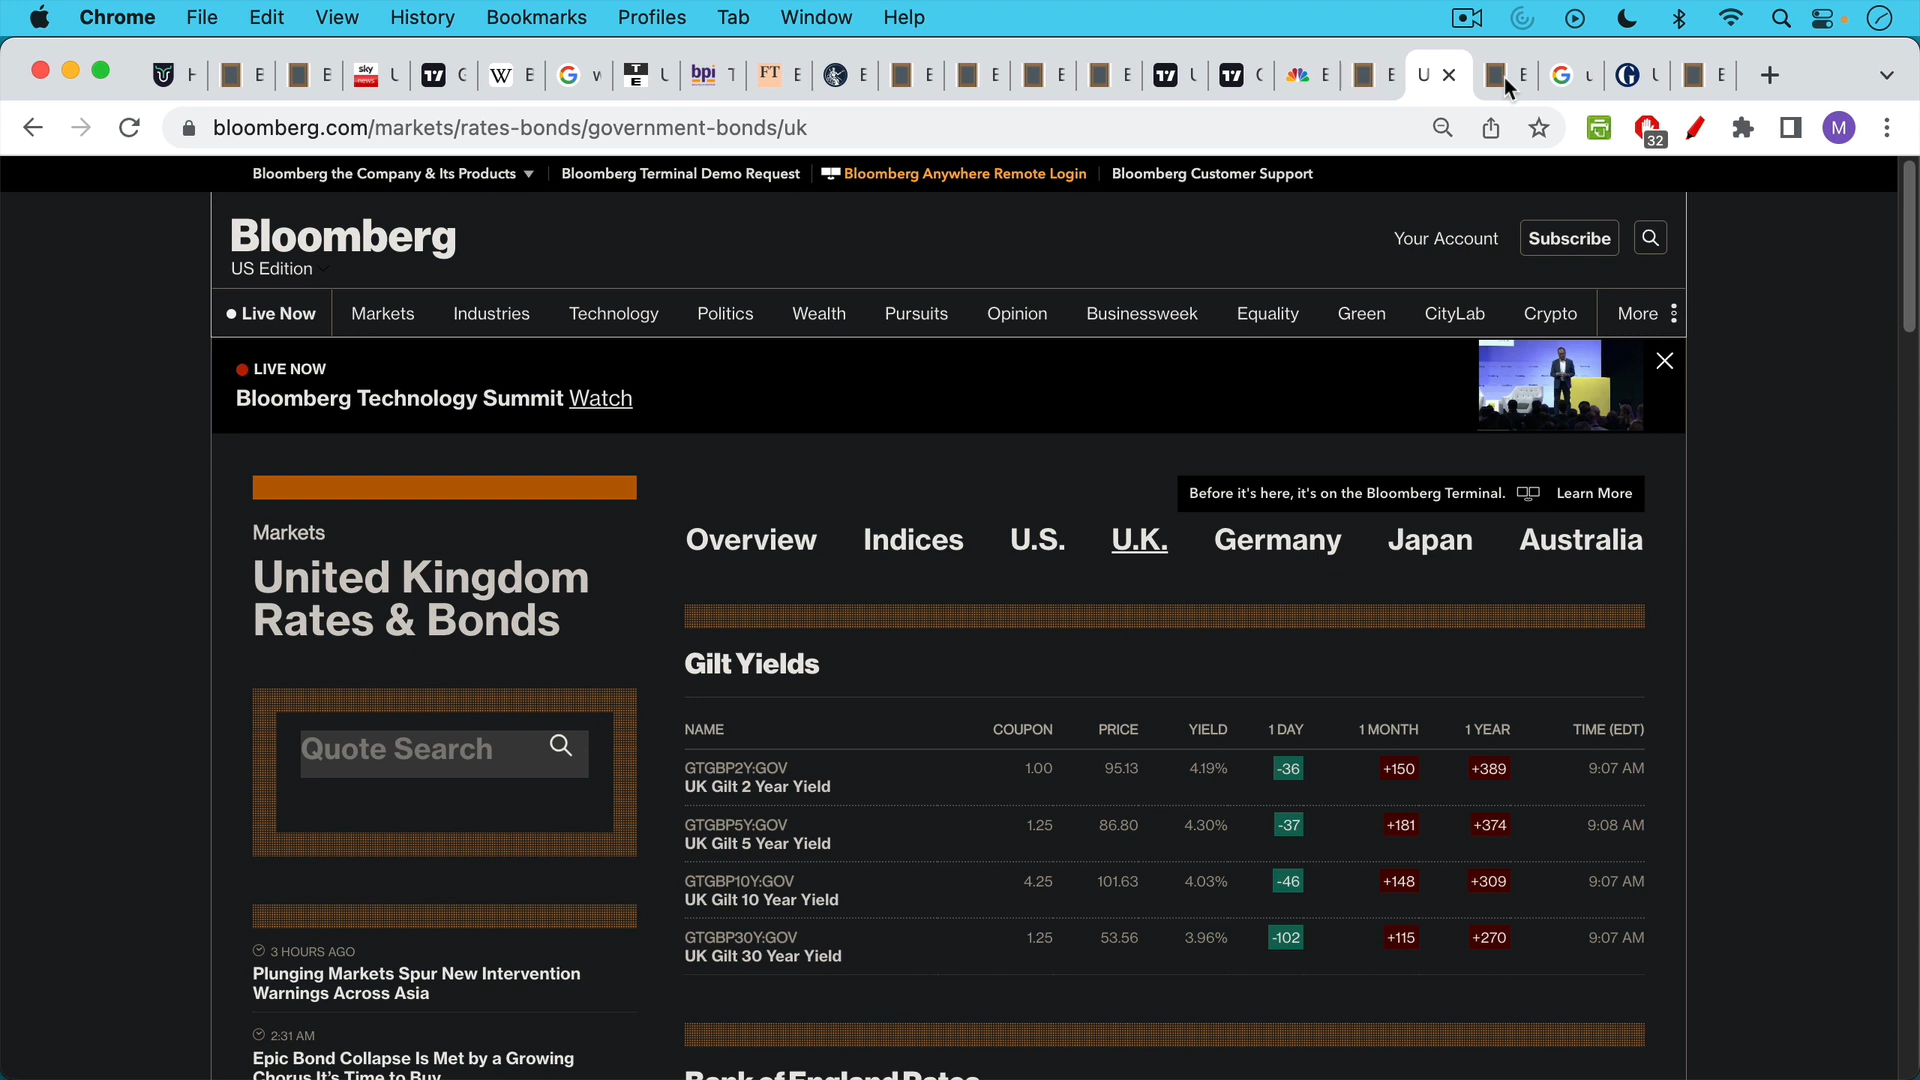 Chrome File Edit View History Bookmarks Profiles Tab Window Help
bloomberg.com/markets/rates-bonds/government-bonds/uk
32
M
Bloomberg the Company & Its Products
Bloomberg Terminal Demo Request
Bloomberg Anywhere Remote Login
Bloomberg Customer Support
Bloomberg
US Edition
Your Account
Subscribe
Live Now
Markets Industries Technology Politics Wealth Pursuits Opinion Businessweek Equality Green CityLab Crypto More
LIVE NOW
Bloomberg Technology Summit Watch
Before it's here, it's on the Bloomberg Terminal. Learn More
Markets
United Kingdom
Rates & Bonds
Quote Search
3 HOURS AGO
Plunging Markets Spur New Intervention
Warnings Across Asia
2:31 AM
Epic Bond Collapse Is Met by a Growing
Chorus It's Time to Buy
Overview Indices U.S. U.K. Germany Japan Australia
Gilt Yields
NAME COUPON PRICE YIELD 1 DAY 1 MONTH 1 YEAR TIME (EDT)
GTGBP2Y:GOV 1.00 95.13 4.19% -36 +150 +389 9:07 AM
UK Gilt 2 Year Yield
GTGBP5Y:GOV 1.25 86.80 4.30% -37 +181 +374 9:08 AM
UK Gilt 5 Year Yield
GTGBP10Y:GOV 4.25 101.63 4.03% -46 +148 +309 9:07 AM
UK Gilt 10 Year Yield
GTGBP30Y:GOV 1.25 53.56 3.96% -102 +115 +270 9:07 AM
UK Gilt 30 Year Yield
Bank of England Rates